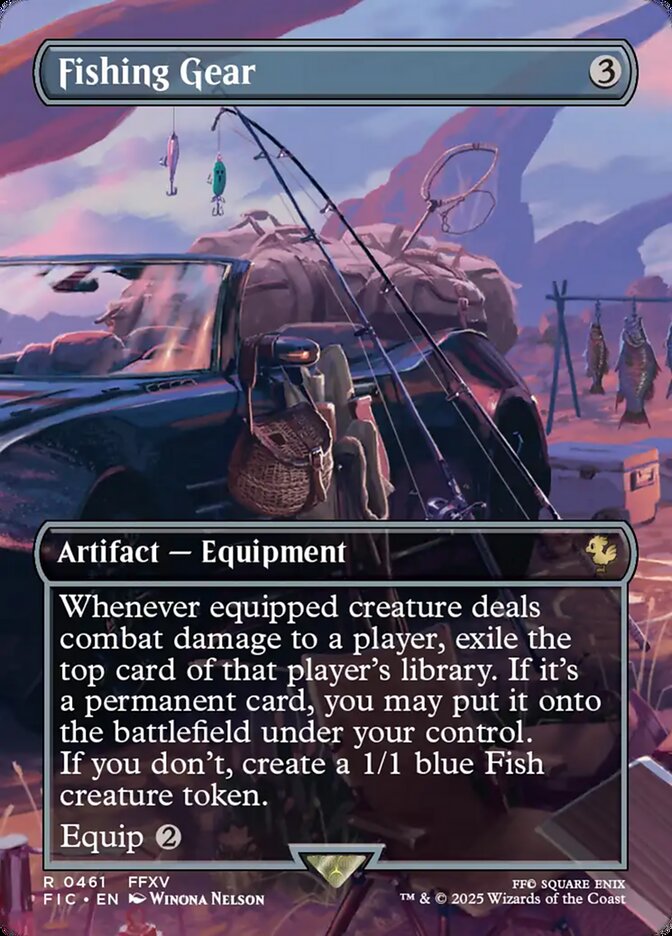 Fishing Gear 3
Artifact — Equipment
Whenever equipped creature deals
combat damage to a player, exile the
top card of that player's library. If it's
a permanent card, you may put it onto
the battlefield under your control.
If you don't, create a 1/1 blue Fish
creature token.
Equip 2
R 0461 FFXV
FIC • EN Winona Nelson
FF© SQUARE ENIX
™ & © 2025 Wizards of the Coast